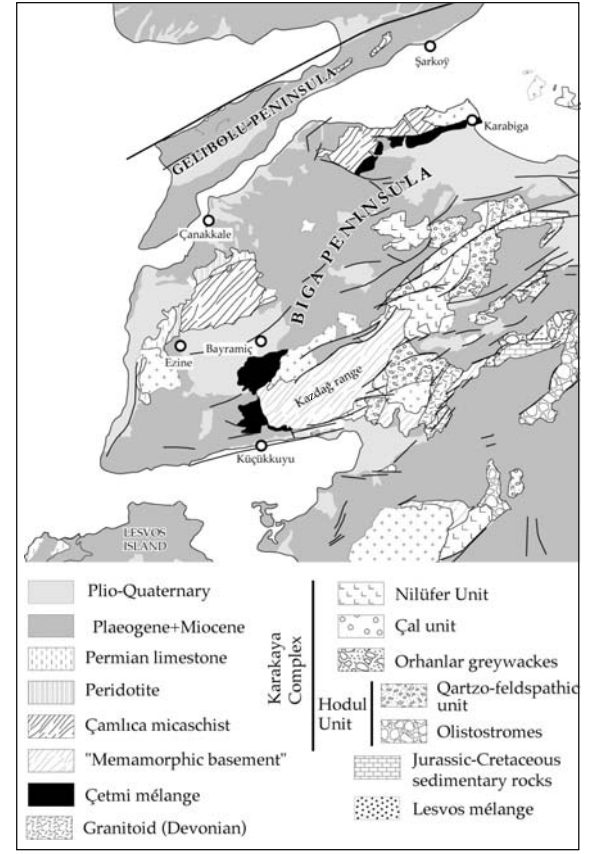 Şarkoÿ
GELIBOLU PENINSULA
Karabiga
BIGA PENINSULA
Çanakkale
Bayramiç
Ezine
Kazdağ range
Küçükkuyu
LESVOS
ISLAND
Plio-Quaternary
Plaeogene+Miocene
Permian limestone
Peridotite
Çamlıca micaschist
"Memamorphic basement"
Çetmi mélange
Granitoid (Devonian)
Karakaya
Complex
Nilüfer Unit
Çal unit
Orhanlar greywackes
Hodul
Unit
Qartzo-feldspathic
unit
Olistostromes
Jurassic-Cretaceous
sedimentary rocks
Lesvos mélange